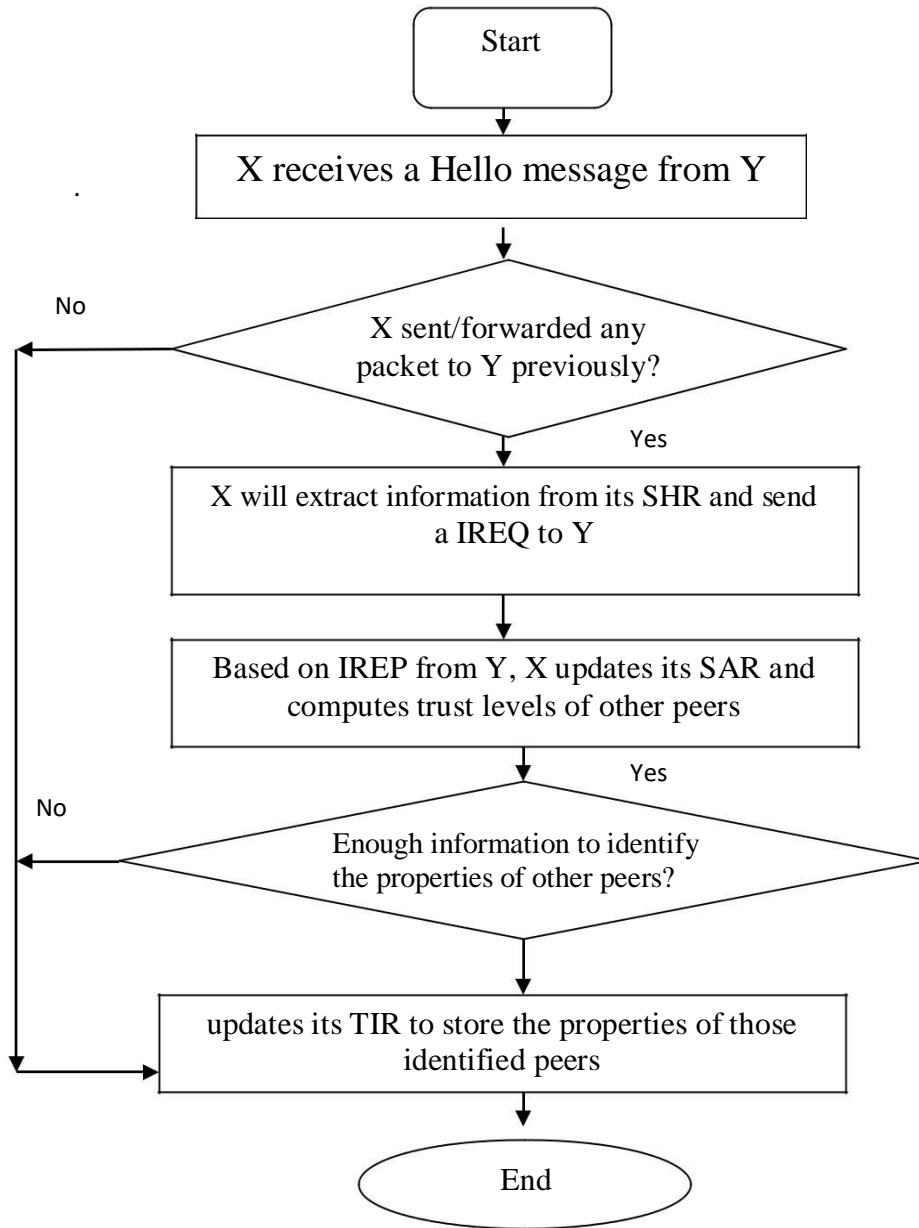 Start
X receives a Hello message from Y
.
No
X sent/forwarded any
packet to Y previously?
Yes
X will extract information from its SHR and send
a IREQ to Y
Based on IREP from Y, X updates its SAR and
computes trust levels of other peers
Yes
No
Enough information to identify
the properties of other peers?
updates its TIR to store the properties of those
identified peers
End